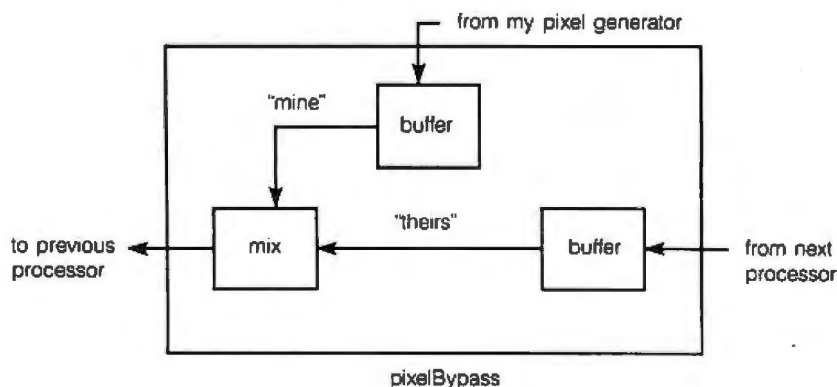 from my pixel generator
"mine"
buffer
"theirs"
to previous
processor
mix
buffer
from next
processor
pixelBypass